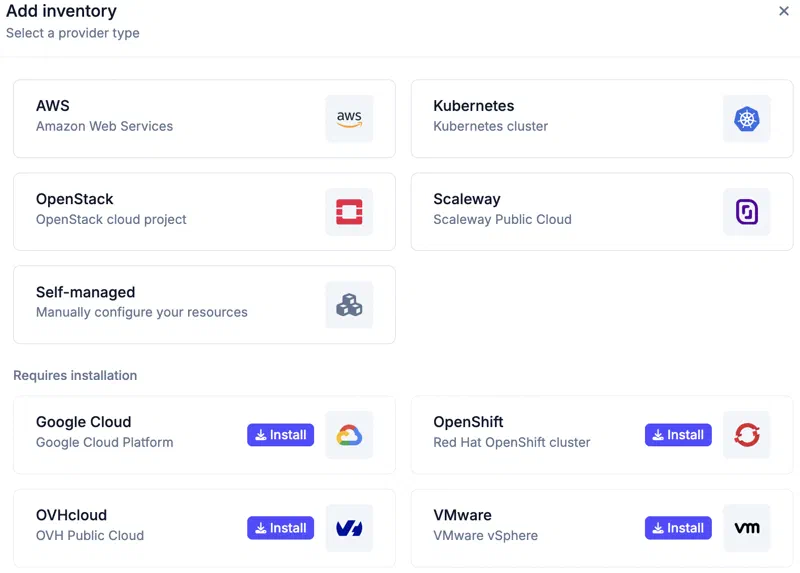 Add inventory
Select a provider type
AWS
Amazon Web Services
aws
Kubernetes
Kubernetes cluster
OpenStack
OpenStack cloud project
Scaleway
Scaleway Public Cloud
Self-managed
Manually configure your resources
Requires installation
Google Cloud
Google Cloud Platform
Install
OpenShift
Red Hat OpenShift cluster
Install
OVHcloud
OVH Public Cloud
Install
VMware
VMware vSphere
Install
vm